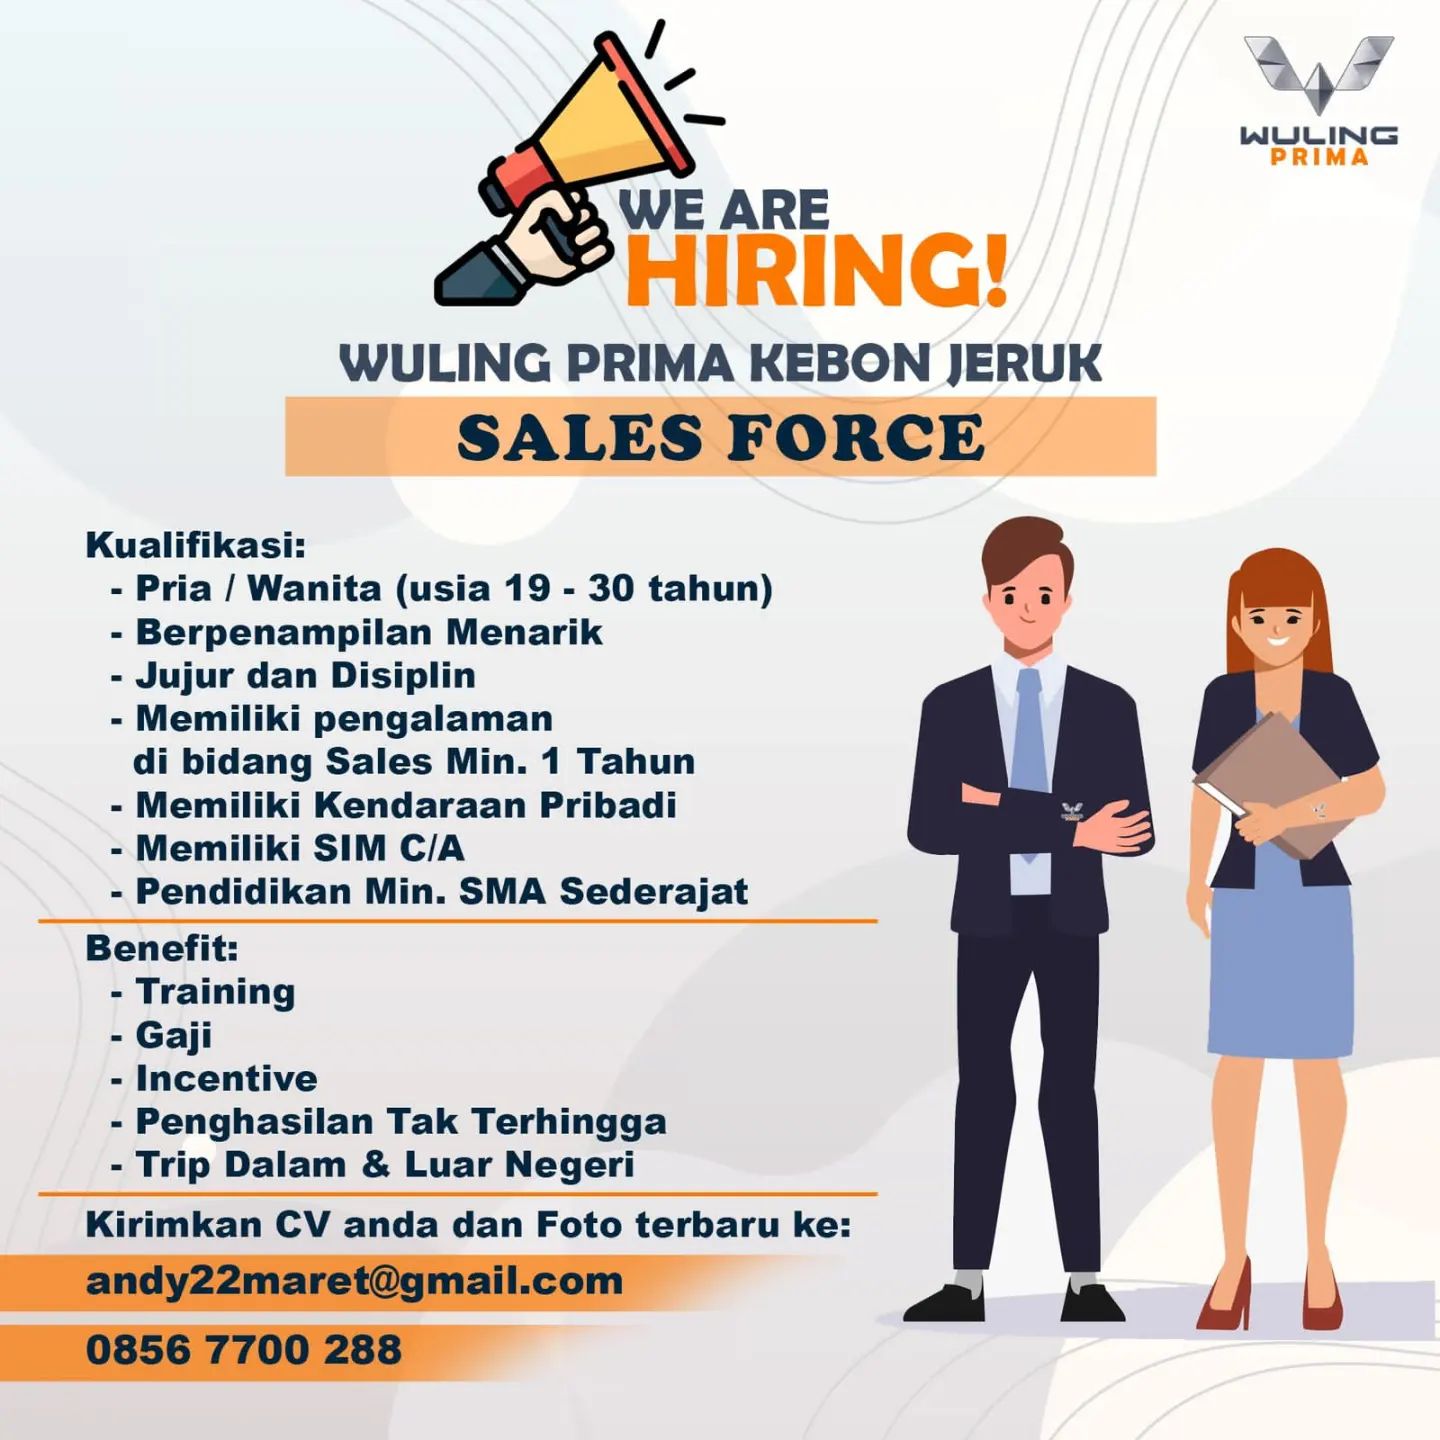 WULING
PRIMA
WE ARE
HIRING!
WULING PRIMA KEBON JERUK
SALES FORCE
Kualifikasi:
- Pria / Wanita (usia 19 - 30 tahun)
- Berpenampilan Menarik
- Jujur dan Disiplin
- Memiliki pengalaman
di bidang Sales Min. 1 Tahun
- Memiliki Kendaraan Pribadi
- Memiliki SIM C/A
- Pendidikan Min. SMA Sederajat
Benefit:
- Training
- Gaji
- Incentive
- Penghasilan Tak Terhingga
- Trip Dalam & Luar Negeri
Kirimkan CV anda dan Foto terbaru ke:
andy22maret@gmail.com
0856 7700 288